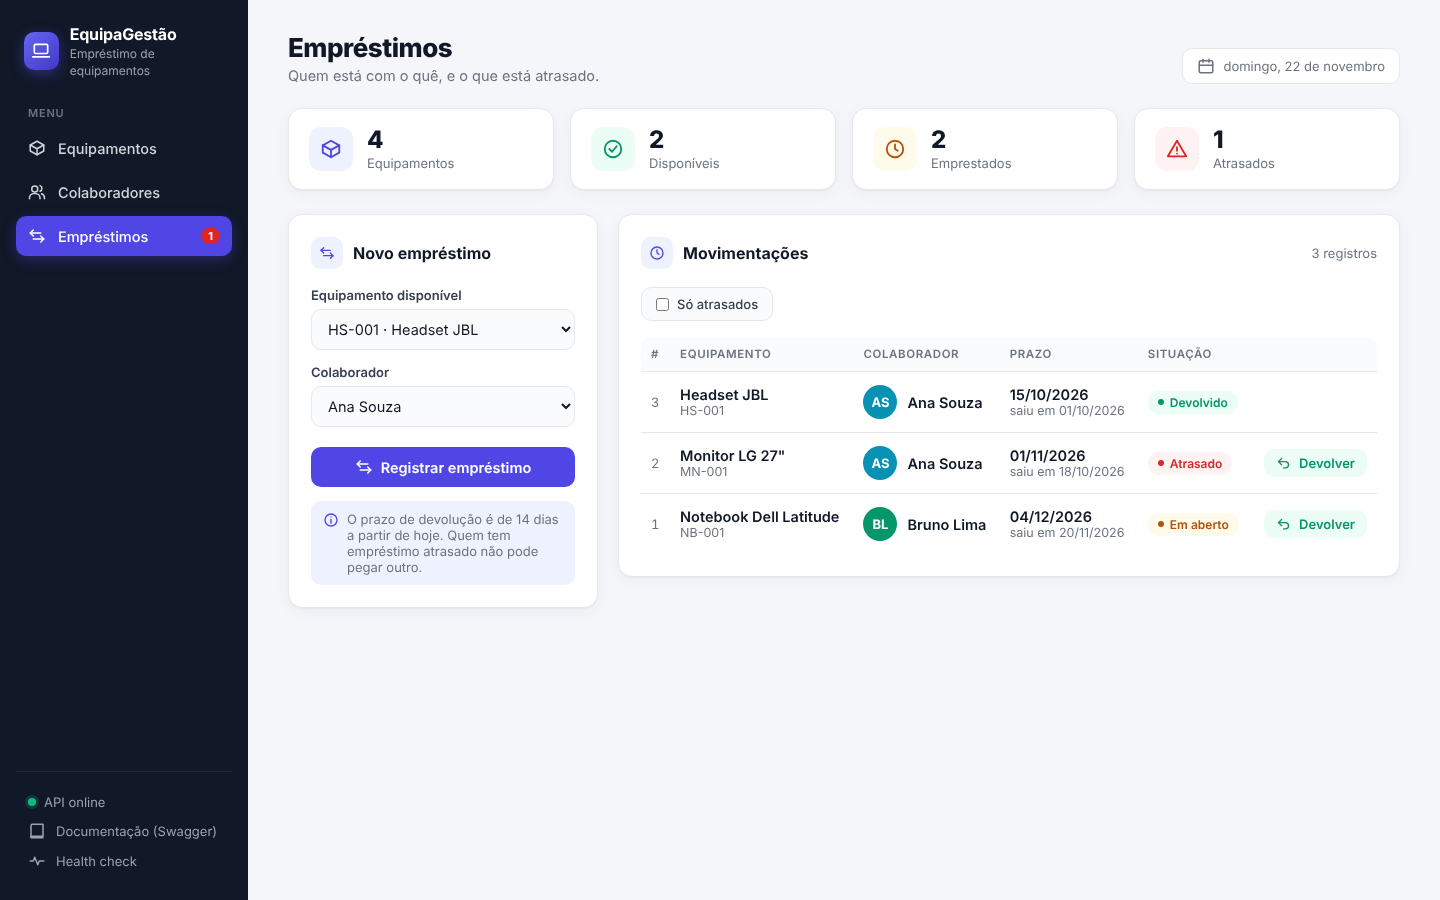 EquipaGestão
Empréstimo de
equipamentos
MENU
Equipamentos
Colaboradores
Empréstimos 1
API online
Documentação (Swagger)
Health check
Empréstimos
Quem está com o quê, e o que está atrasado.
domingo, 22 de novembro
4
Equipamentos
2
Disponíveis
2
Emprestados
1
Atrasados
Novo empréstimo
Equipamento disponível
HS-001 · Headset JBL
Colaborador
Ana Souza
Registrar empréstimo
O prazo de devolução é de 14 dias
a partir de hoje. Quem tem
empréstimo atrasado não pode
pegar outro.
Movimentações 3 registros
Só atrasados
# EQUIPAMENTO COLABORADOR PRAZO SITUAÇÃO
3 Headset JBL AS Ana Souza 15/10/2026 Devolvido
HS-001 saiu em 01/10/2026
2 Monitor LG 27" AS Ana Souza 01/11/2026 Atrasado Devolver
MN-001 saiu em 18/10/2026
1 Notebook Dell Latitude BL Bruno Lima 04/12/2026 Em aberto Devolver
NB-001 saiu em 20/11/2026